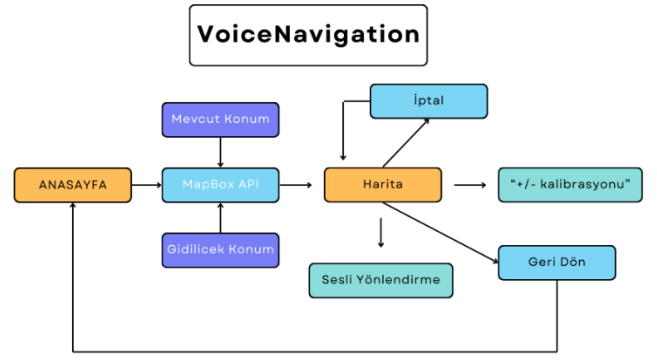 VoiceNavigation
İptal
Mevcut Konum
ANASAYFA
MapBox API
Harita
“+/- kalibrasyonu”
Gidilicek Konum
Sesli Yönlendirme
Geri Dön